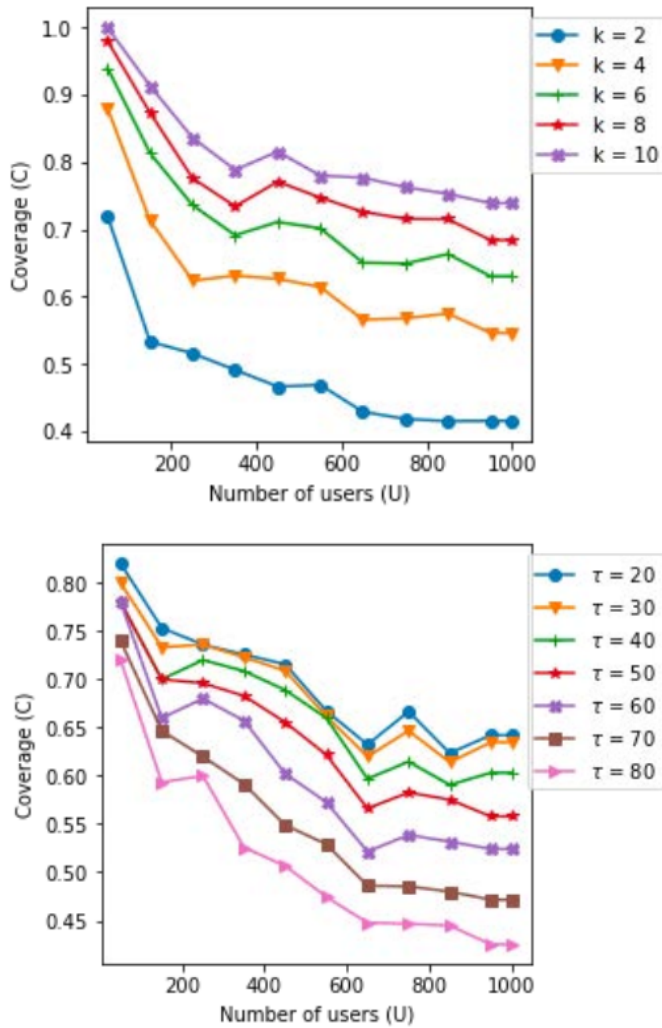 1.0
0.9
0.8
0.7
0.6
0.5
0.4
Coverage (C)
200 400 600 800 1000
Number of users (U)
k = 2
k = 4
k = 6
k = 8
k = 10
0.80
0.75
0.70
0.65
0.60
0.55
0.50
0.45
Coverage (C)
200 400 600 800 1000
Number of users (U)
τ = 20
τ = 30
τ = 40
τ = 50
τ = 60
τ = 70
τ = 80